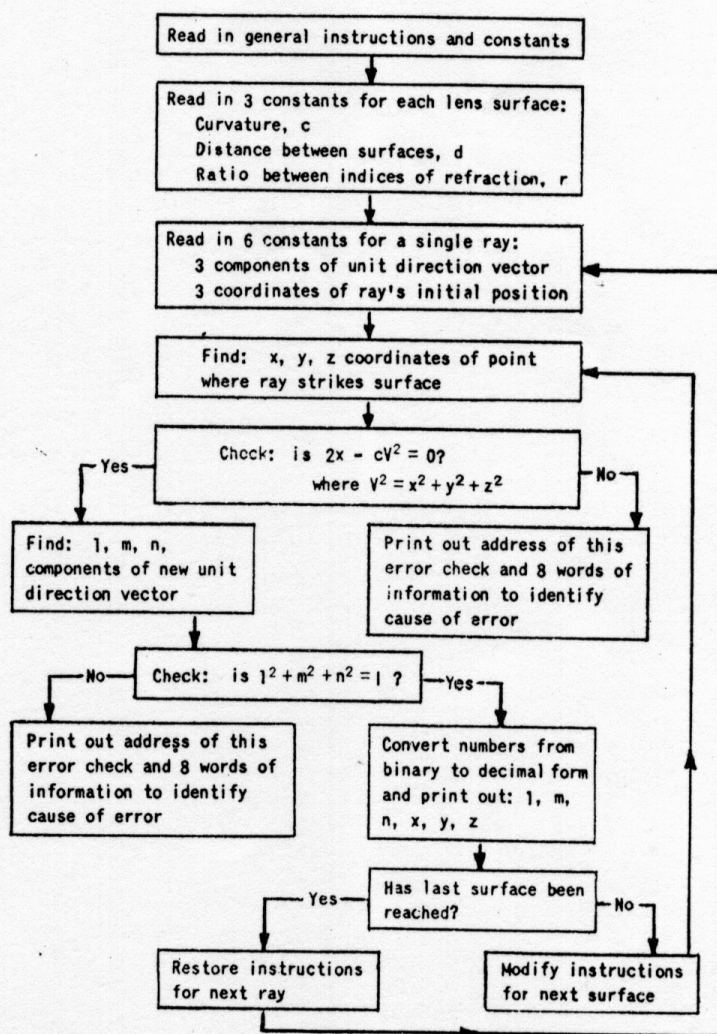 Read in general instructions and constants
Read in 3 constants for each lens surface:
Curvature, c
Distance between surfaces, d
Ratio between indices of refraction, r
Read in 6 constants for a single ray:
3 components of unit direction vector
3 coordinates of ray's initial position
Find: x, y, z coordinates of point
where ray strikes surface
Check: is 2x - cV² = 0?
where V² = x² + y² + z²
Yes
No
Find: l, m, n,
components of new unit
direction vector
Print out address of this
error check and 8 words of
information to identify
cause of error
Check: is l² + m² + n² = 1 ?
No
Yes
Print out address of this
error check and 8 words of
information to identify
cause of error
Convert numbers from
binary to decimal form
and print out: l, m,
n, x, y, z
Has last surface been
reached?
Yes
No
Restore instructions
for next ray
Modify instructions
for next surface